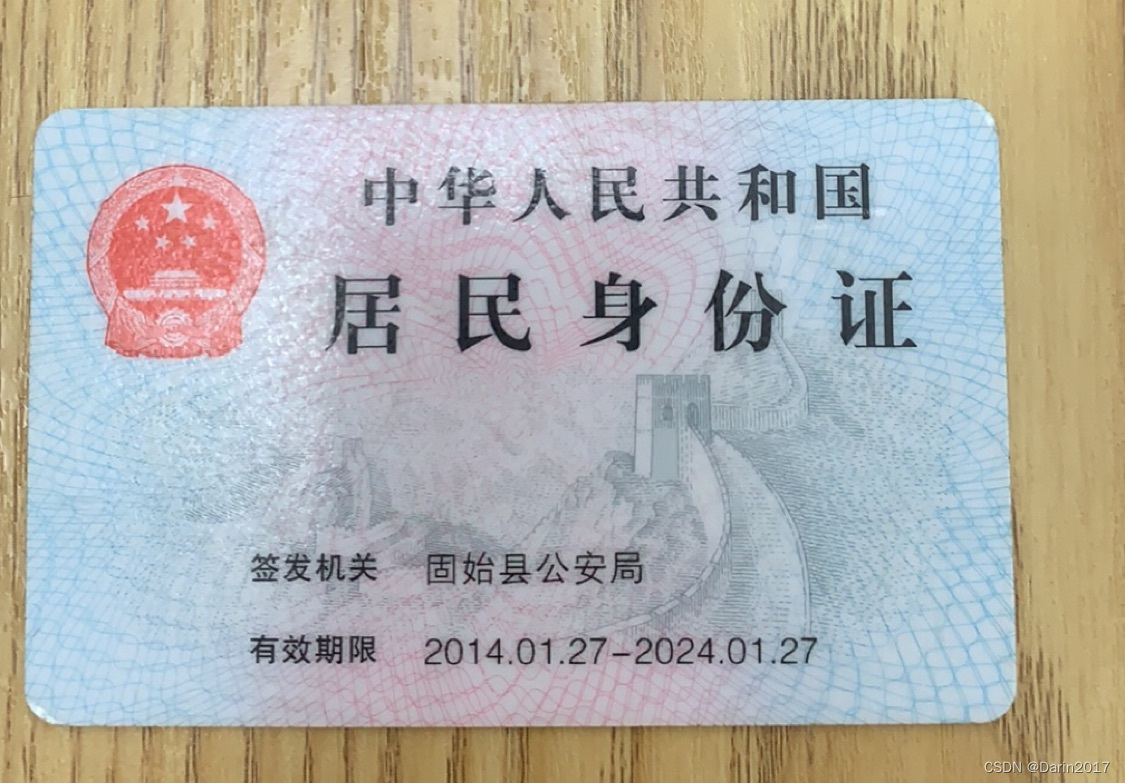 中华人民共和国
居民身份证
签发机关 固始县公安局
有效期限 2014.01.27-2024.01.27
CSDN @Darin2017